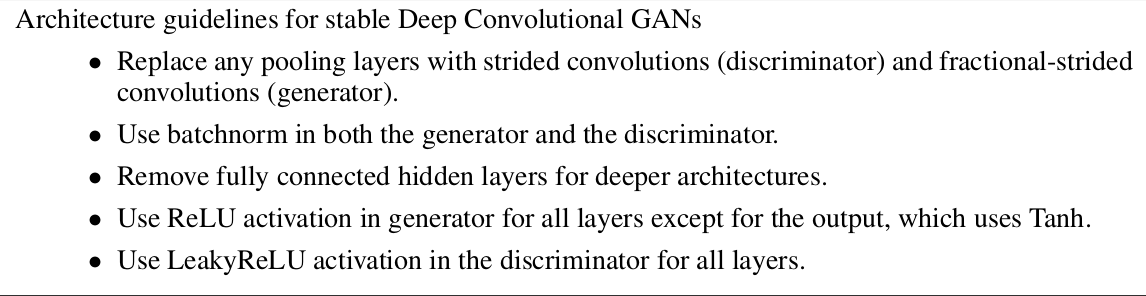 Architecture guidelines for stable Deep Convolutional GANs
• Replace any pooling layers with strided convolutions (discriminator) and fractional-strided
convolutions (generator).
• Use batchnorm in both the generator and the discriminator.
• Remove fully connected hidden layers for deeper architectures.
• Use ReLU activation in generator for all layers except for the output, which uses Tanh.
• Use LeakyReLU activation in the discriminator for all layers.